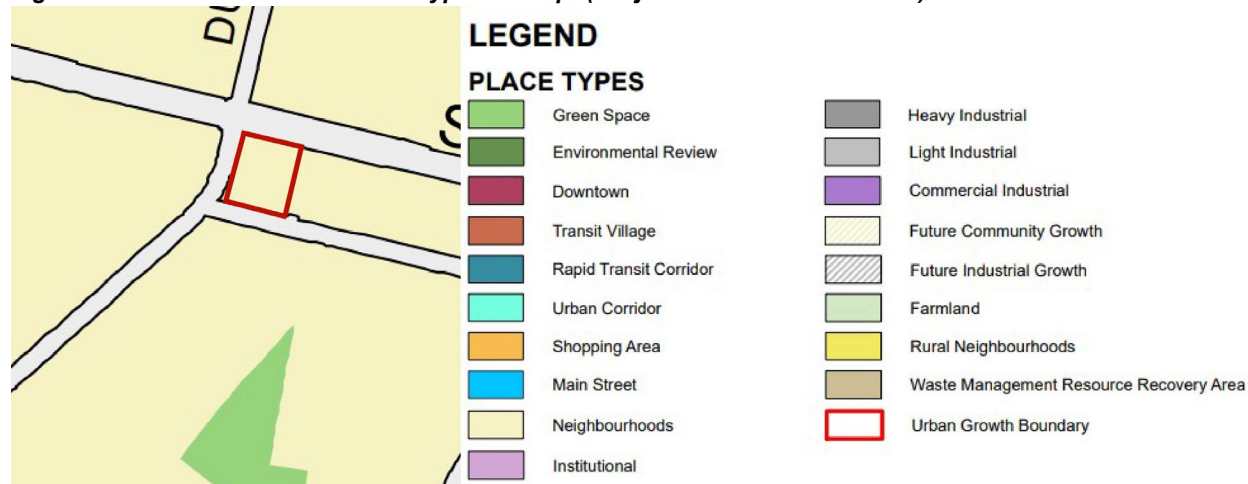 DU
S
LEGEND
PLACE TYPES
Green Space
Environmental Review
Downtown
Transit Village
Rapid Transit Corridor
Urban Corridor
Shopping Area
Main Street
Neighbourhoods
Institutional
Heavy Industrial
Light Industrial
Commercial Industrial
Future Community Growth
Future Industrial Growth
Farmland
Rural Neighbourhoods
Waste Management Resource Recovery Area
Urban Growth Boundary